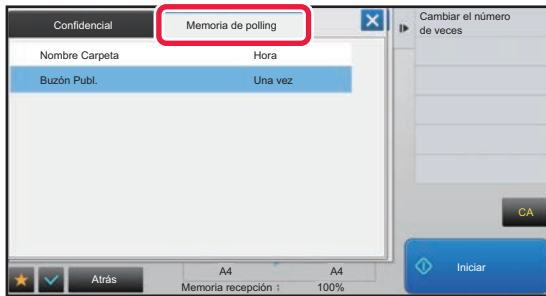 Confidencial
Memoria de polling
Nombre Carpeta Hora
Buzón Publ. Una vez
Cambiar el número
de veces
CA
Iniciar
Atrás
A4 A4
Memoria recepción : 100%